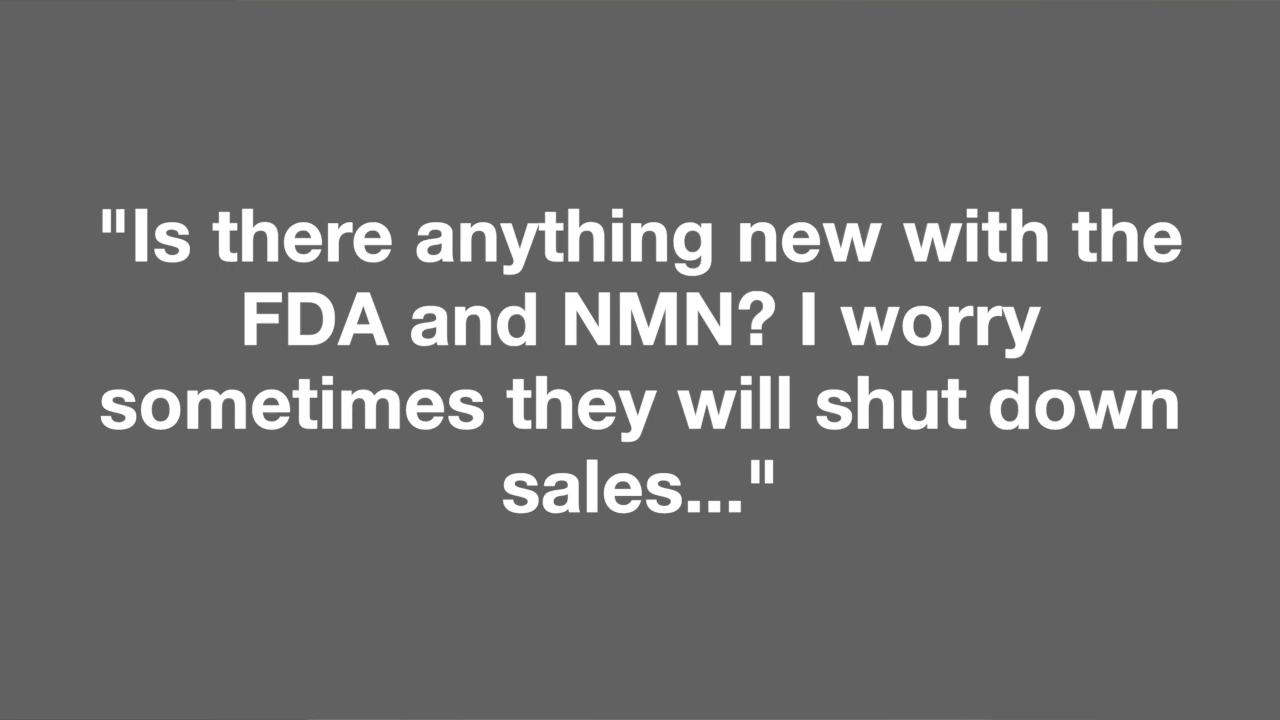 "Is there anything new with the
FDA and NMN? I worry
sometimes they will shut down
sales..."